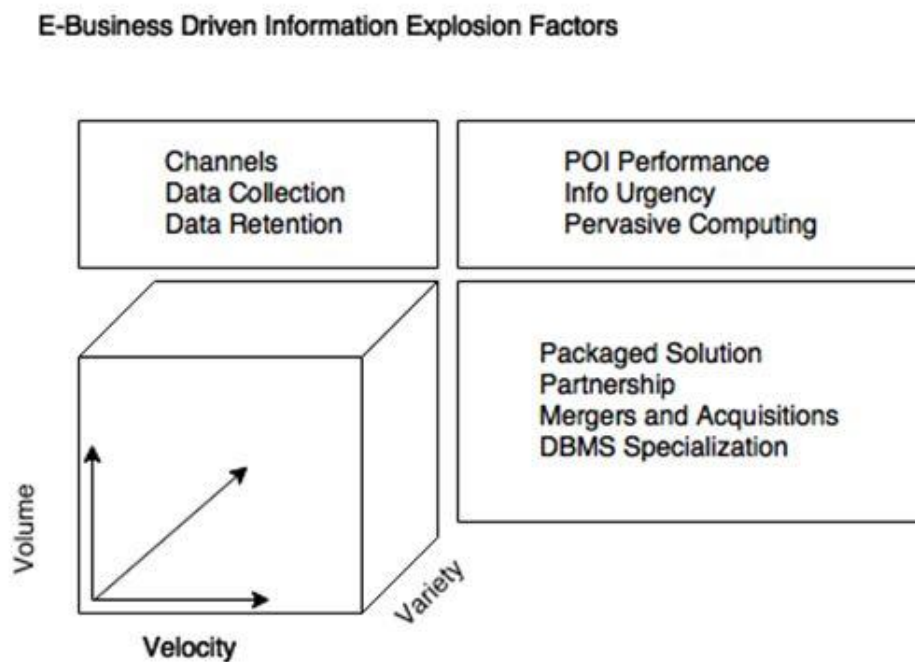 E-Business Driven Information Explosion Factors
Channels
Data Collection
Data Retention
POI Performance
Info Urgency
Pervasive Computing
Packaged Solution
Partnership
Mergers and Acquisitions
DBMS Specialization
Volume
Variety
Velocity